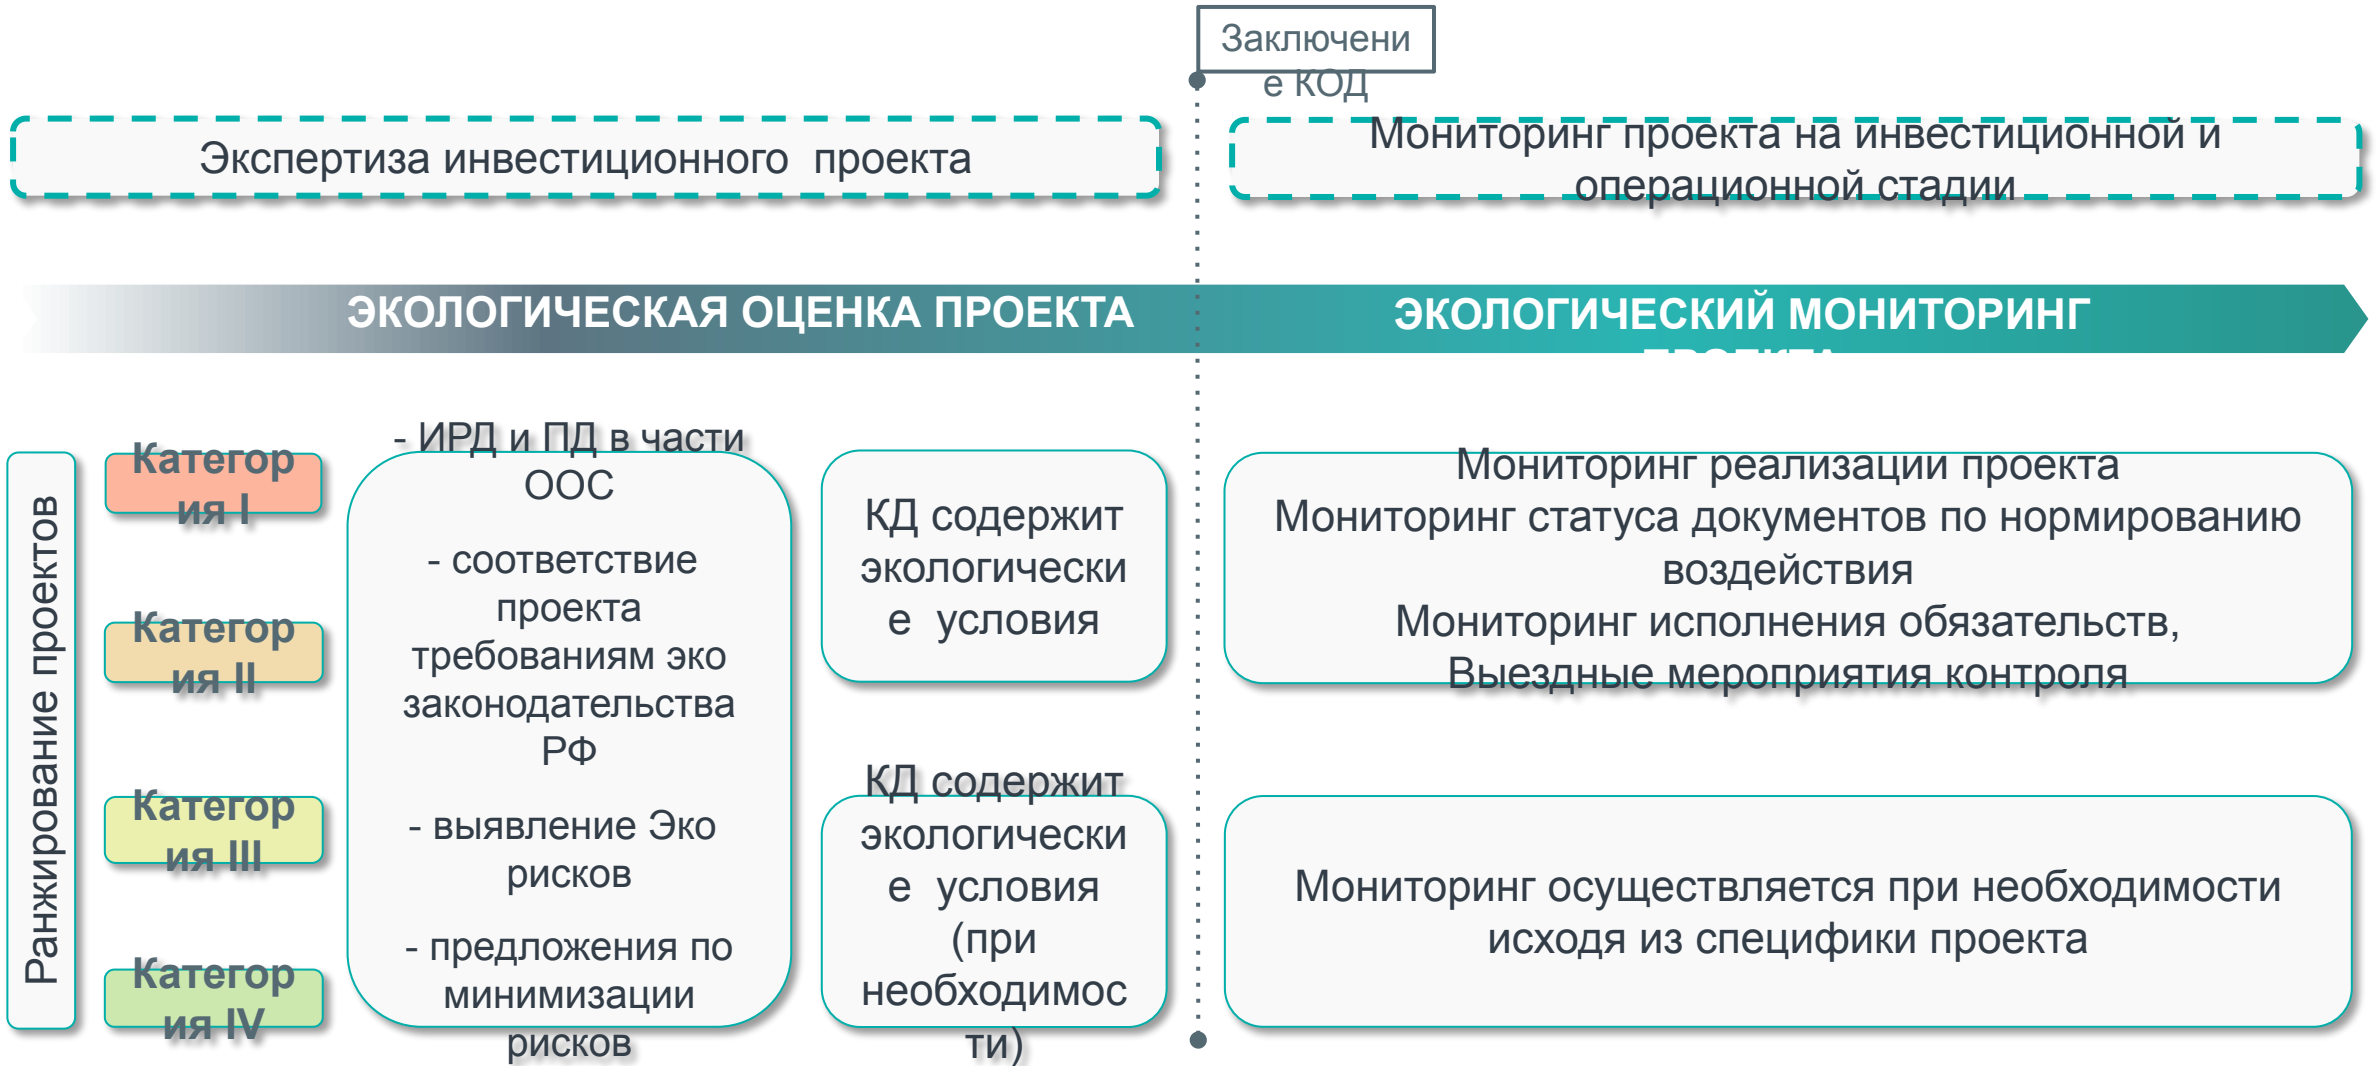 Заключени
е КОД
Экспертиза инвестиционного проекта
Мониторинг проекта на инвестиционной и
операционной стадии
ЭКОЛОГИЧЕСКАЯ ОЦЕНКА ПРОЕКТА
ЭКОЛОГИЧЕСКИЙ МОНИТОРИНГ
ПРОЕКТА
Ранжирование проектов
Категор
ия I
Категор
ия II
Категор
ия III
Категор
ия IV
- ИРД и ПД в части
ООС
- соответствие
проекта
требованиям эко
законодательства
РФ
- выявление Эко
рисков
- предложения по
минимизации
рисков
КД содержит
экологически
е условия
КД содержит
экологически
е условия
(при
необходимос
ти)
Мониторинг реализации проекта
Мониторинг статуса документов по нормированию
воздействия
Мониторинг исполнения обязательств,
Выездные мероприятия контроля
Мониторинг осуществляется при необходимости
исходя из специфики проекта